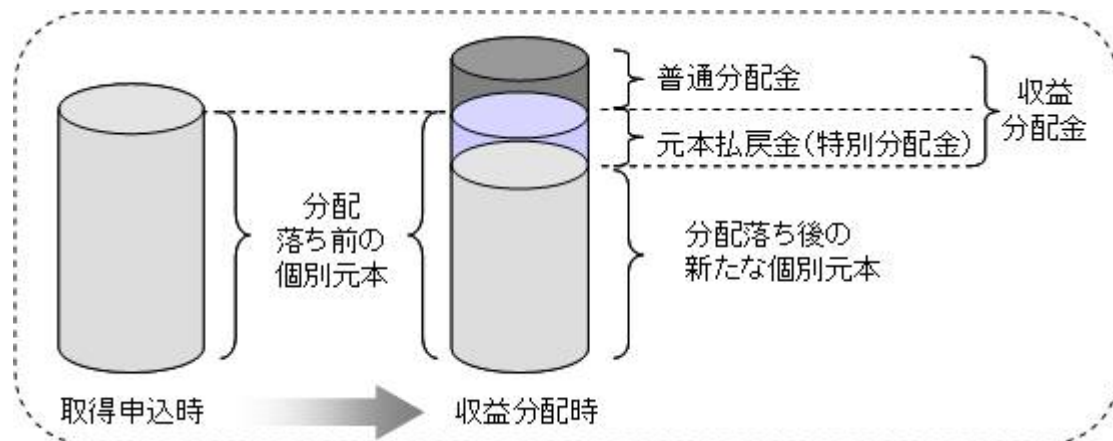 普通分配金
元本払戻金(特別分配金)
収益
分配金
分配
落ち前の
個別元本
分配落ち後の
新たな個別元本
取得申込時
収益分配時